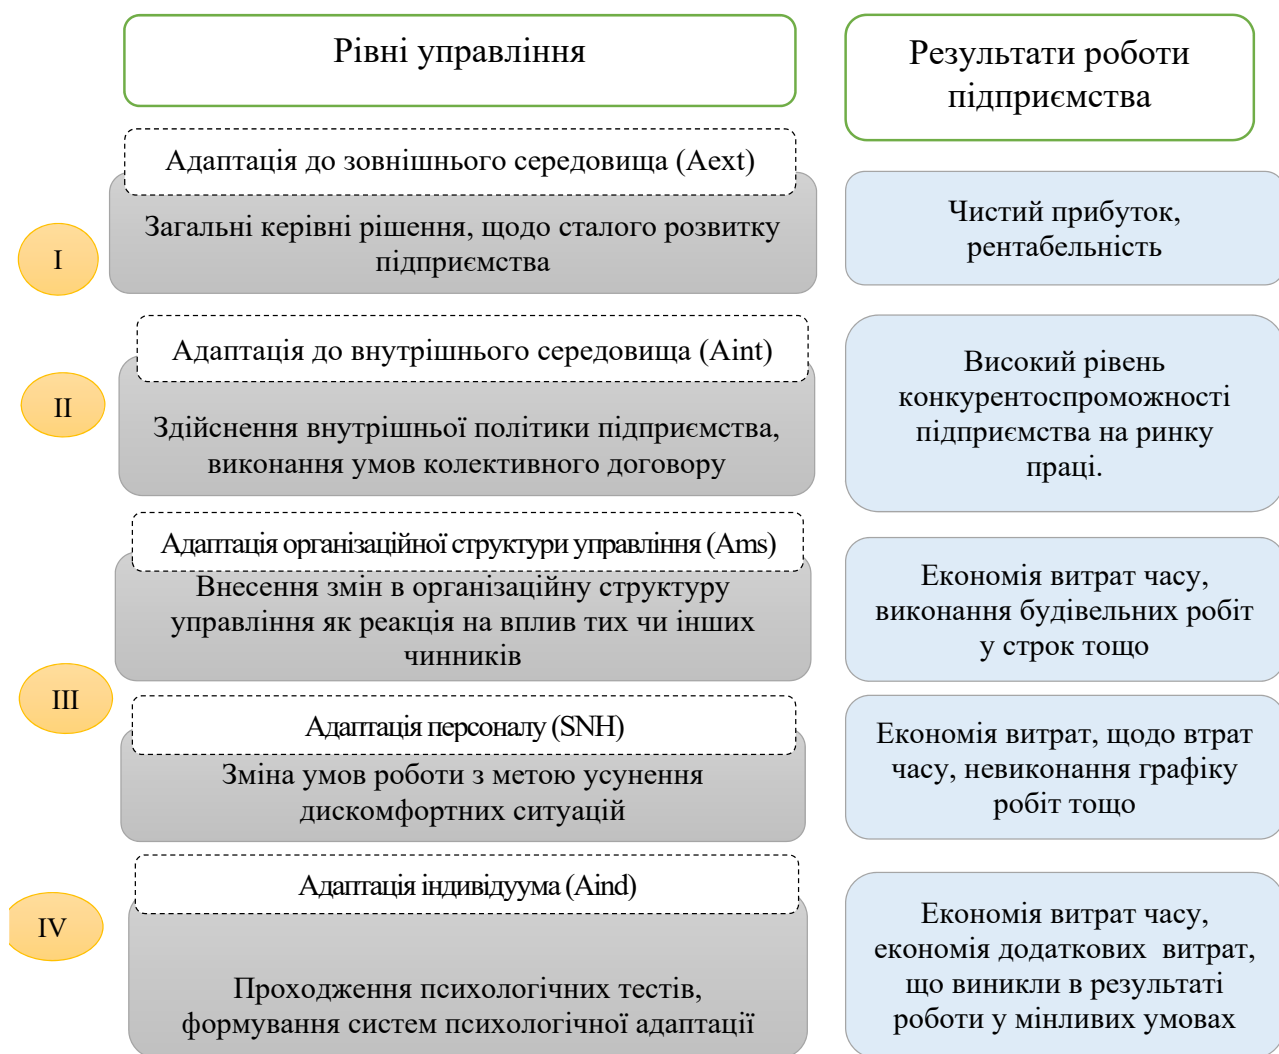 Рівні управління
Результати роботи
підприємства
Адаптація до зовнішнього середовища (Aext)
І
Загальні керівні рішення, щодо сталого розвитку
підприємства
Чистий прибуток,
рентабельність
Адаптація до внутрішнього середовища (Aint)
ІІ
Здійснення внутрішньої політики підприємства,
виконання умов колективного договору
Високий рівень
конкурентоспроможності
підприємства на ринку
праці.
Адаптація організаційної структури управління (Ams)
Внесення змін в організаційну структуру
управління як реакція на вплив тих чи інших
чинників
Економія витрат часу,
виконання будівельних робіт
у строк тощо
ІІІ
Адаптація персоналу (SNH)
Зміна умов роботи з метою усунення
дискомфортних ситуацій
Економія витрат, щодо втрат
часу, невиконання графіку
робіт тощо
Адаптація індивідуума (Aind)
IV
Проходження психологічних тестів,
формування систем психологічної адаптації
Економія витрат часу,
економія додаткових  витрат,
що виникли в результаті
роботи у мінливих умовах